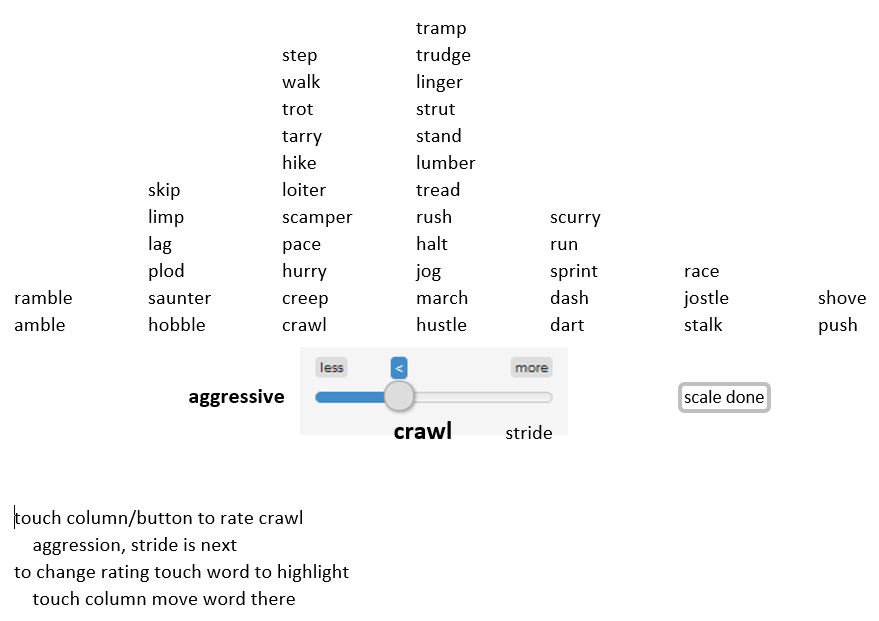 tramp
step trudge
walk linger
trot strut
tarry stand
hike lumber
skip loiter tread
limp scamper rush scurry
lag pace halt run
plod hurry jog sprint race
ramble saunter creep march dash jostle shove
amble hobble crawl hustle dart stalk push
less < more
aggressive scale done
crawl stride
touch column/button to rate crawl
aggression, stride is next
to change rating touch word to highlight
touch column move word there